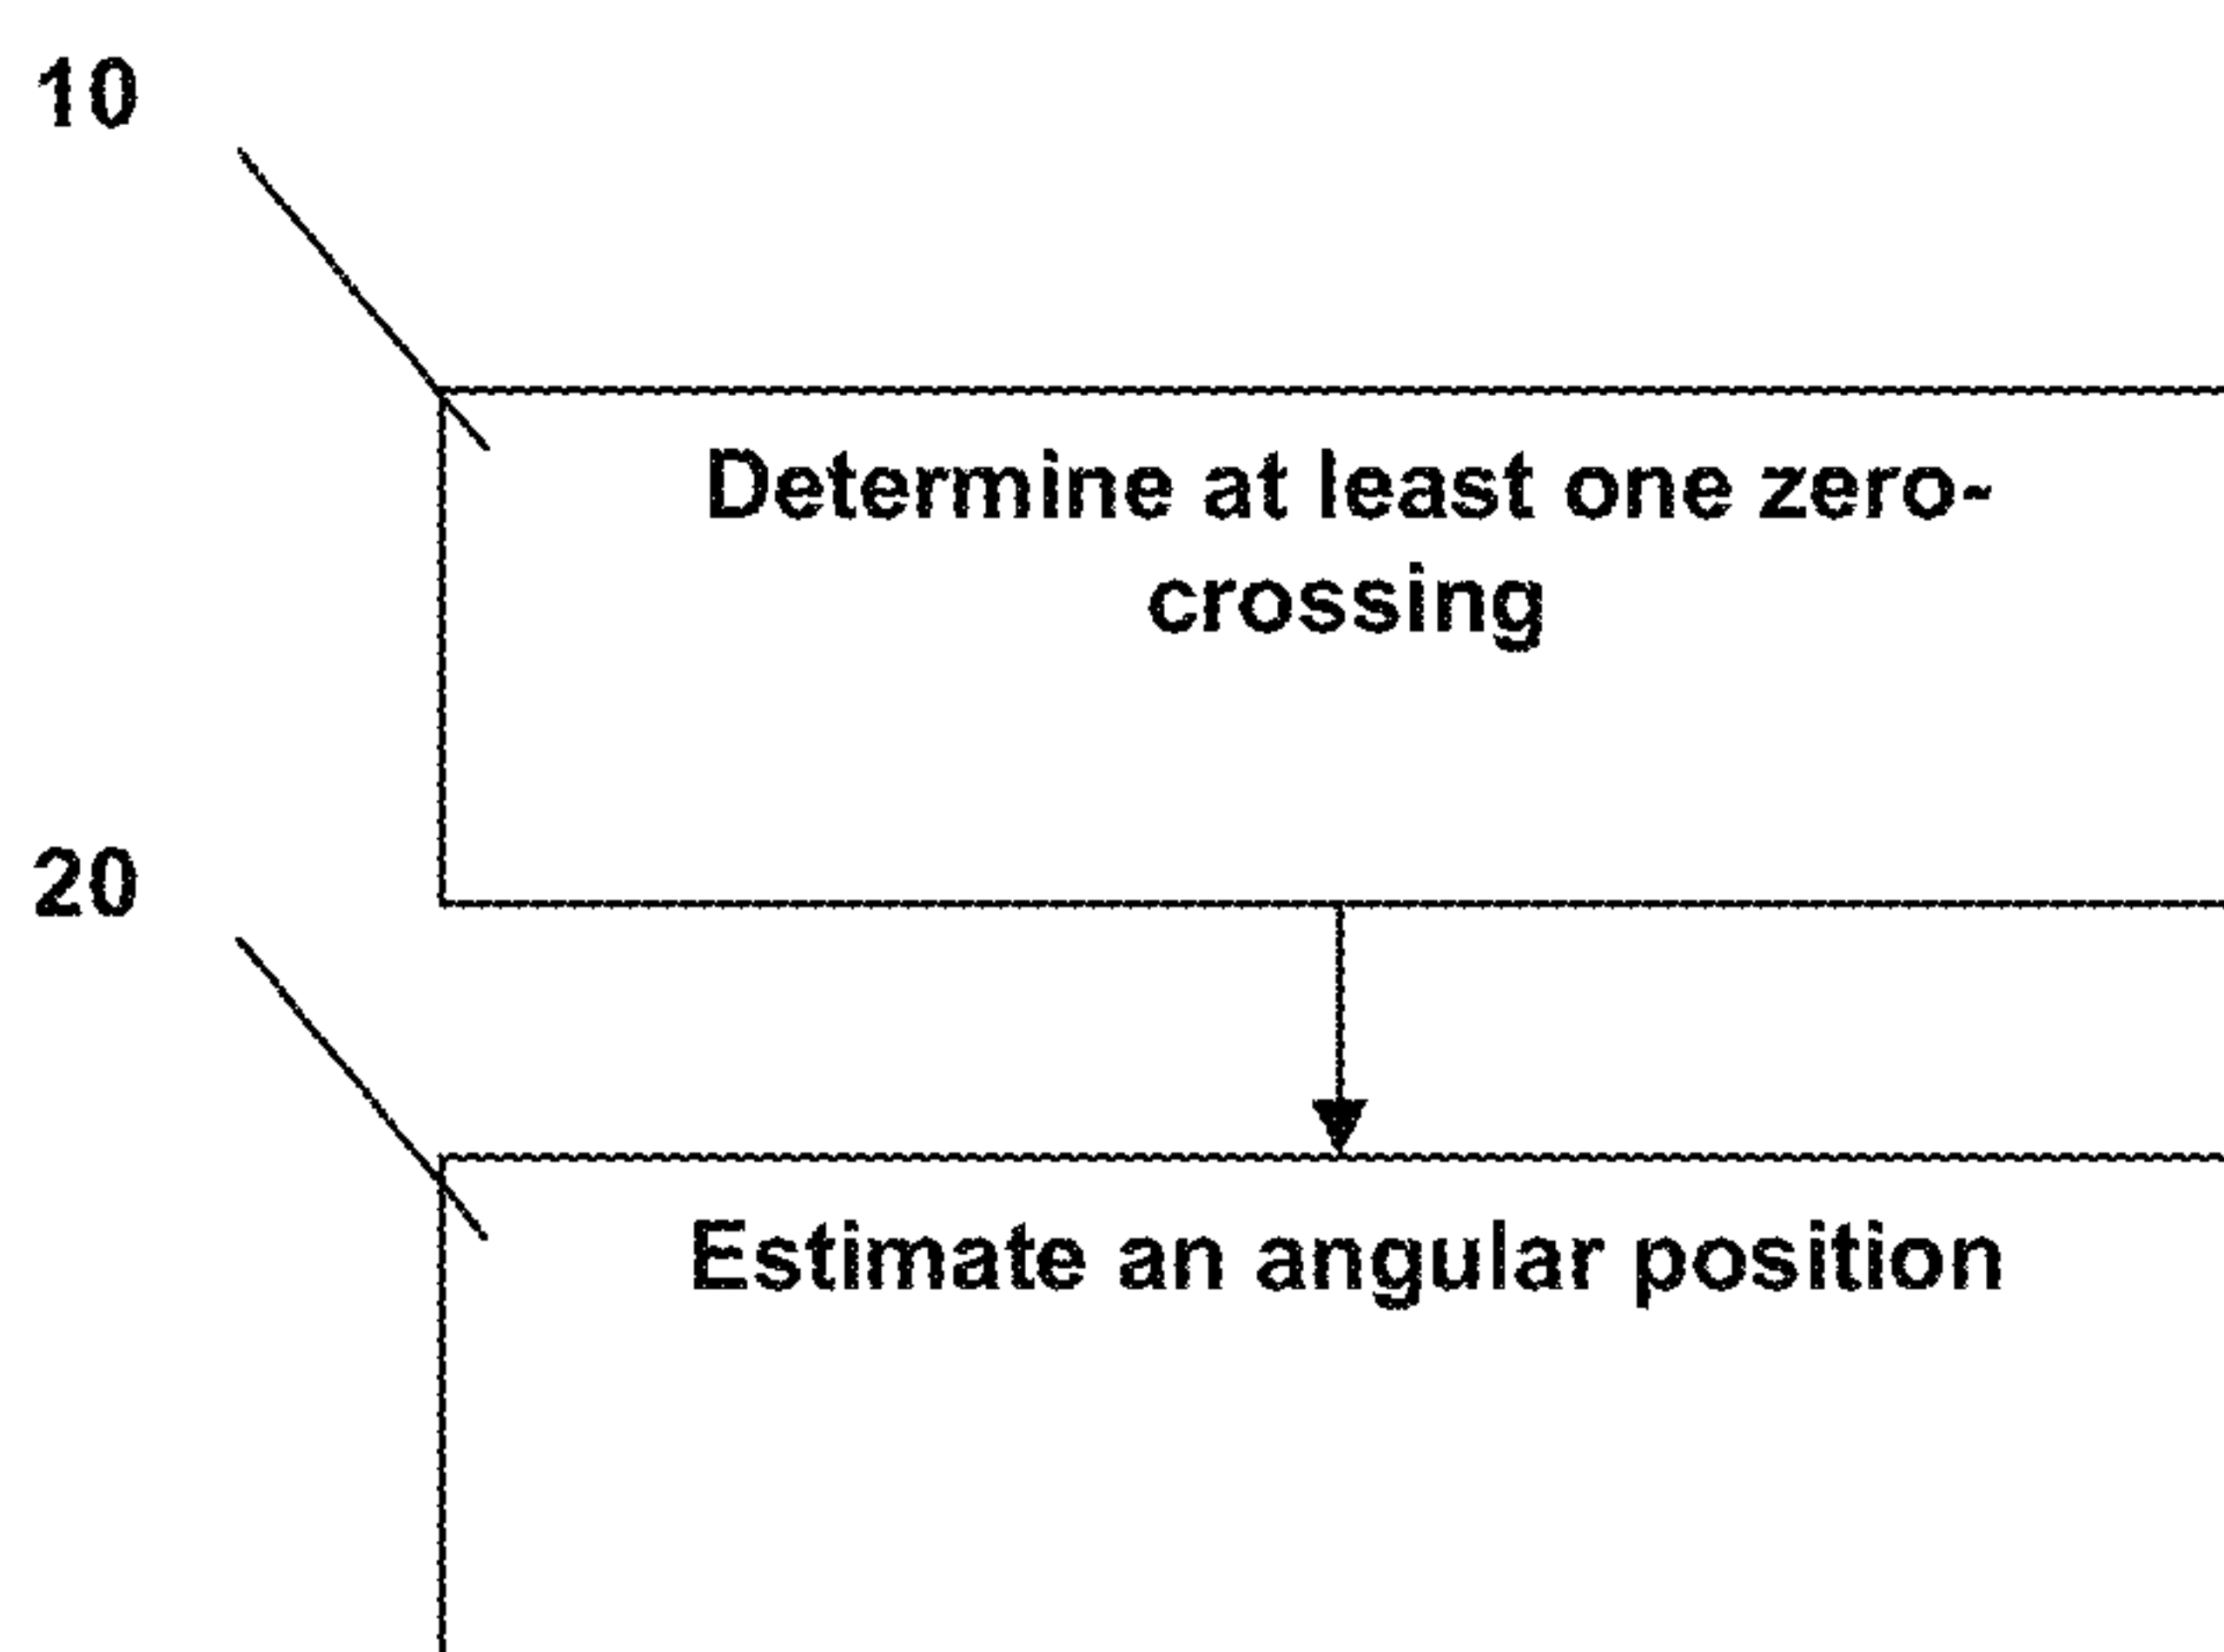 10
Determine at least one zero-
crossing
20
Estimate an angular position